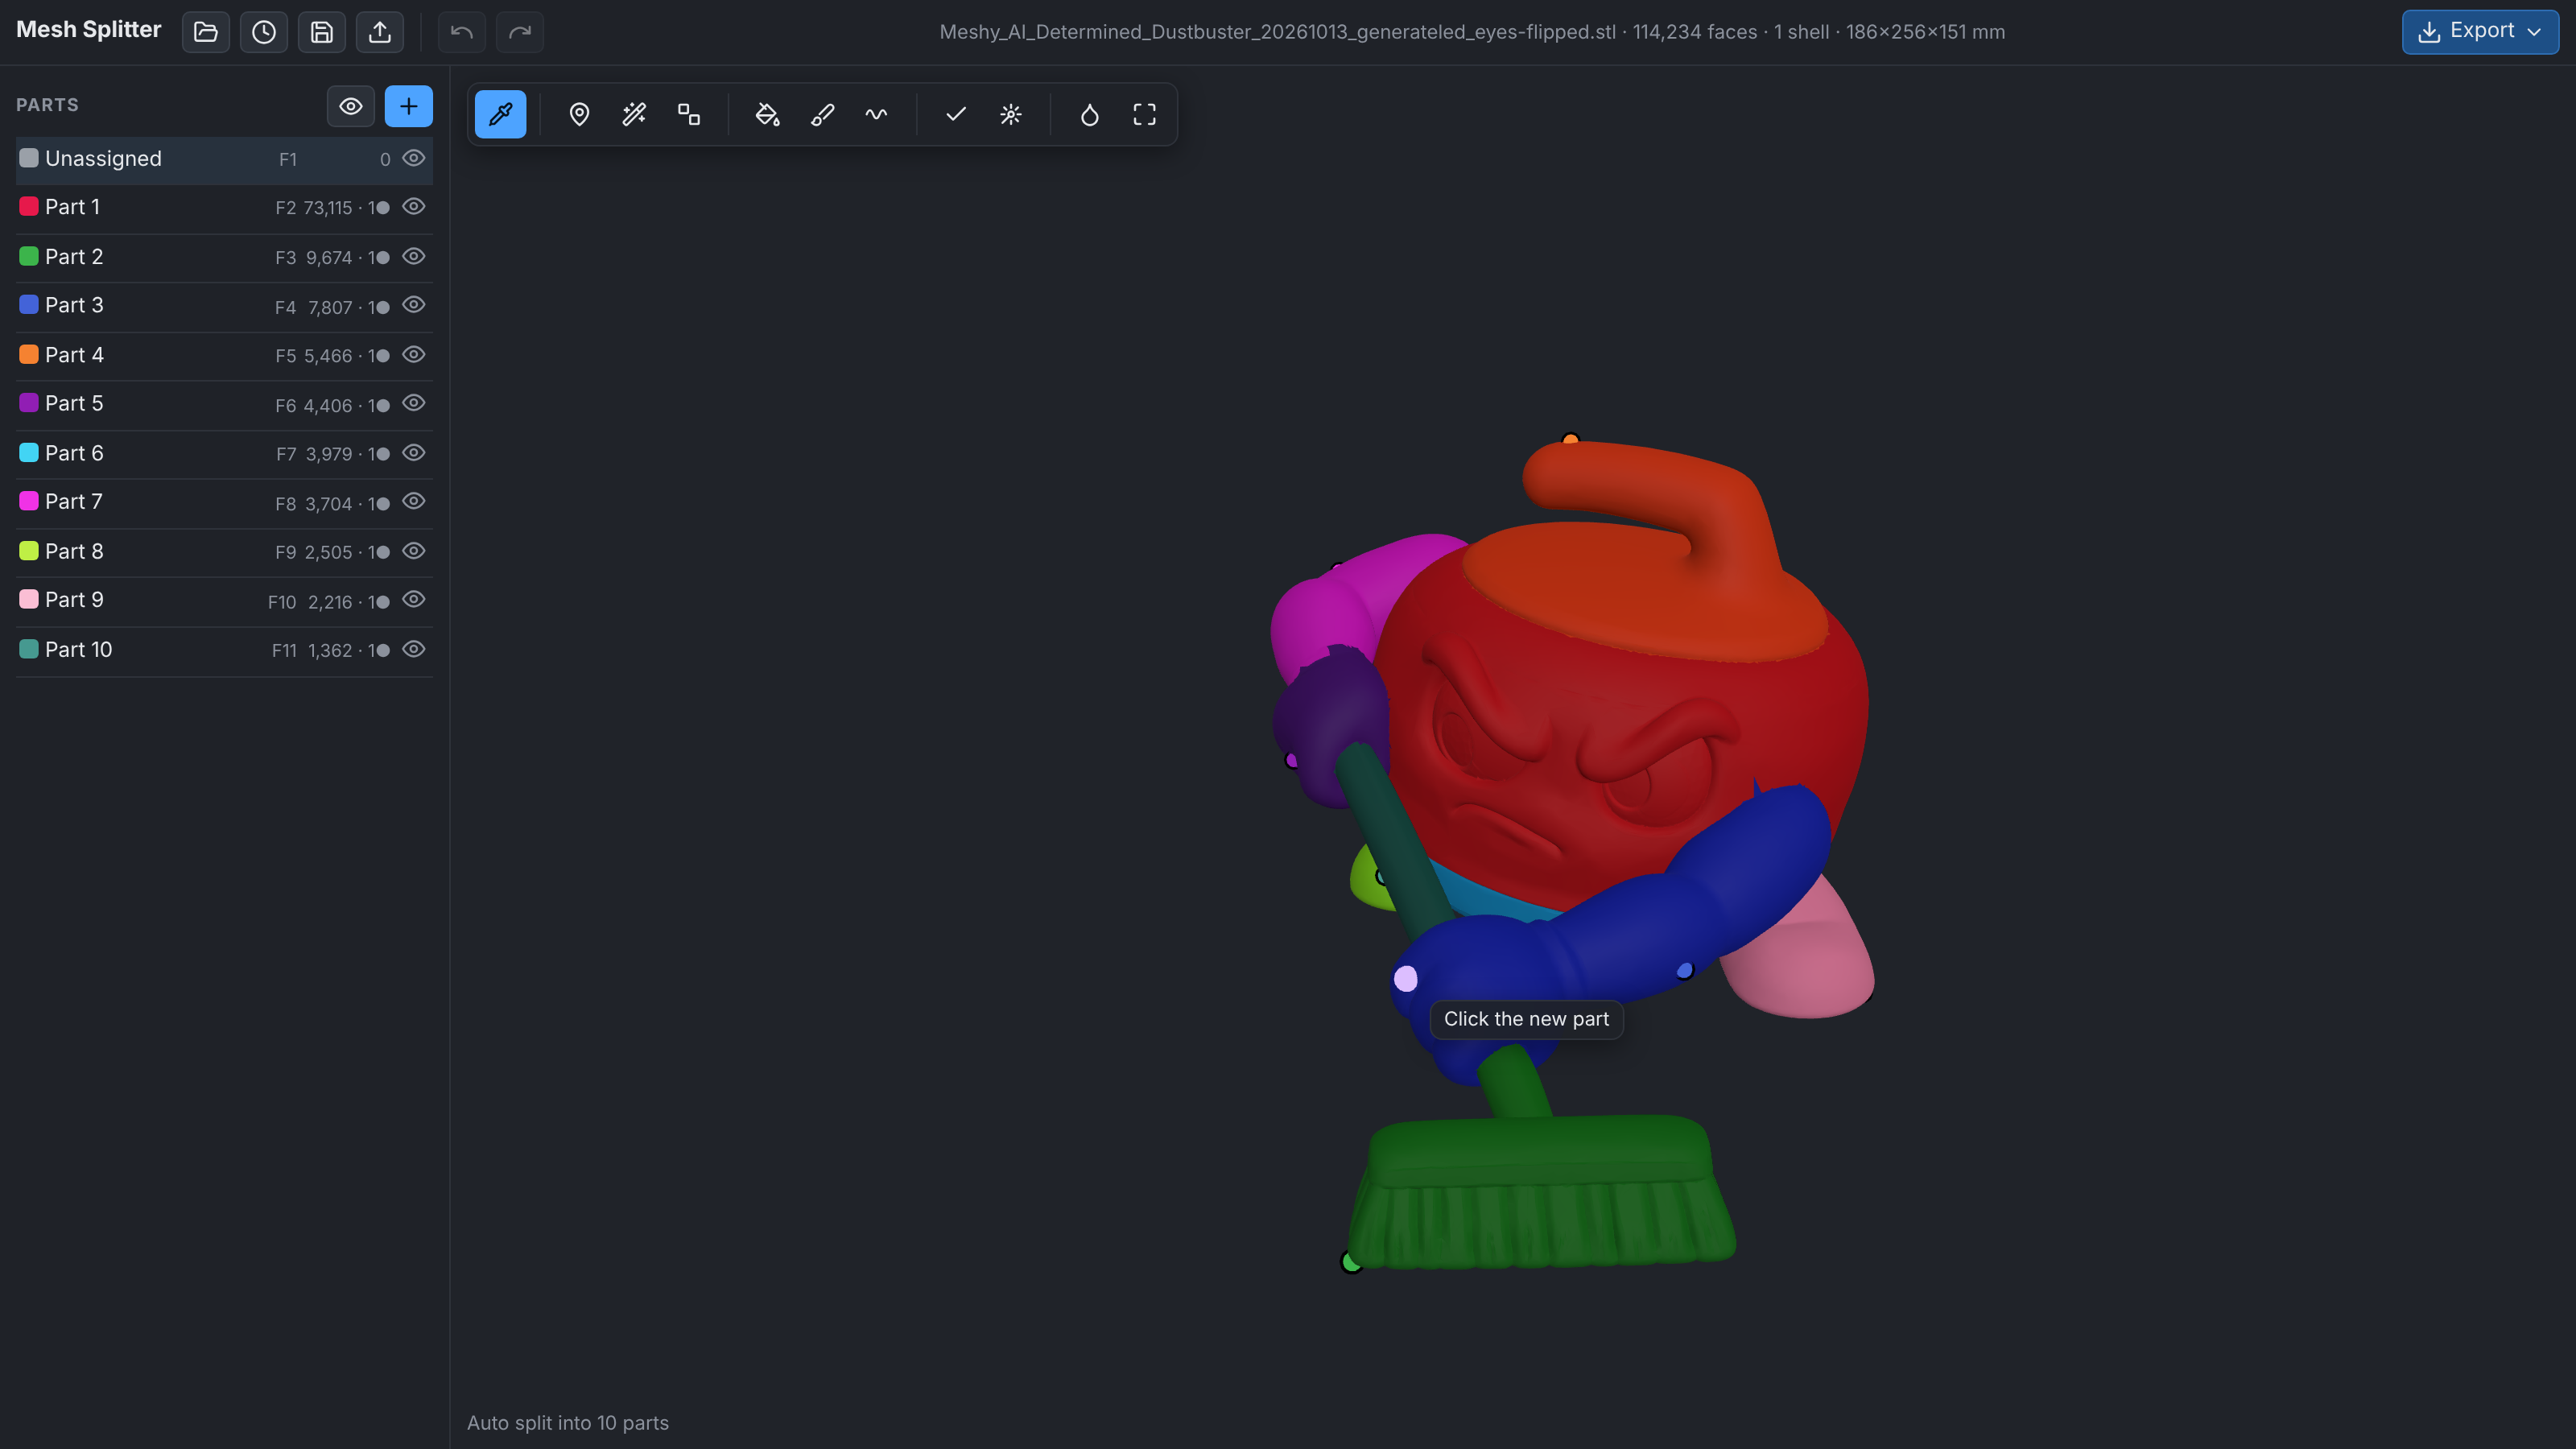 Mesh Splitter
Meshy_AI_Determined_Dustbuster_20261013_generateled_eyes-flipped.stl · 114,234 faces · 1 shell · 186×256×151 mm
Export
PARTS
Unassigned F1 0
Part 1 F2 73,115 · 1
Part 2 F3 9,674 · 1
Part 3 F4 7,807 · 1
Part 4 F5 5,466 · 1
Part 5 F6 4,406 · 1
Part 6 F7 3,979 · 1
Part 7 F8 3,704 · 1
Part 8 F9 2,505 · 1
Part 9 F10 2,216 · 1
Part 10 F11 1,362 · 1
Click the new part
Auto split into 10 parts